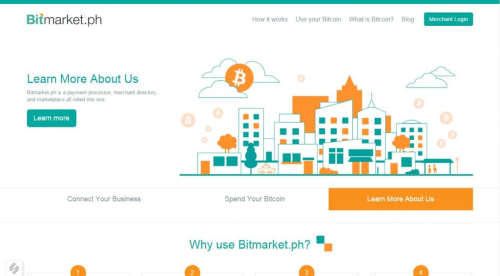 Bitmarket.ph
How it works
Use your Bitcoin
What is Bitcoin?
Blog
Merchant Login
Learn More About Us
Bitmarket.ph is a payment processor, merchant directory,
and marketplace all rolled into one.
Learn more
Connect Your Business
Spend Your Bitcoin
Learn More About Us
Why use Bitmarket.ph?
1
2
3
4